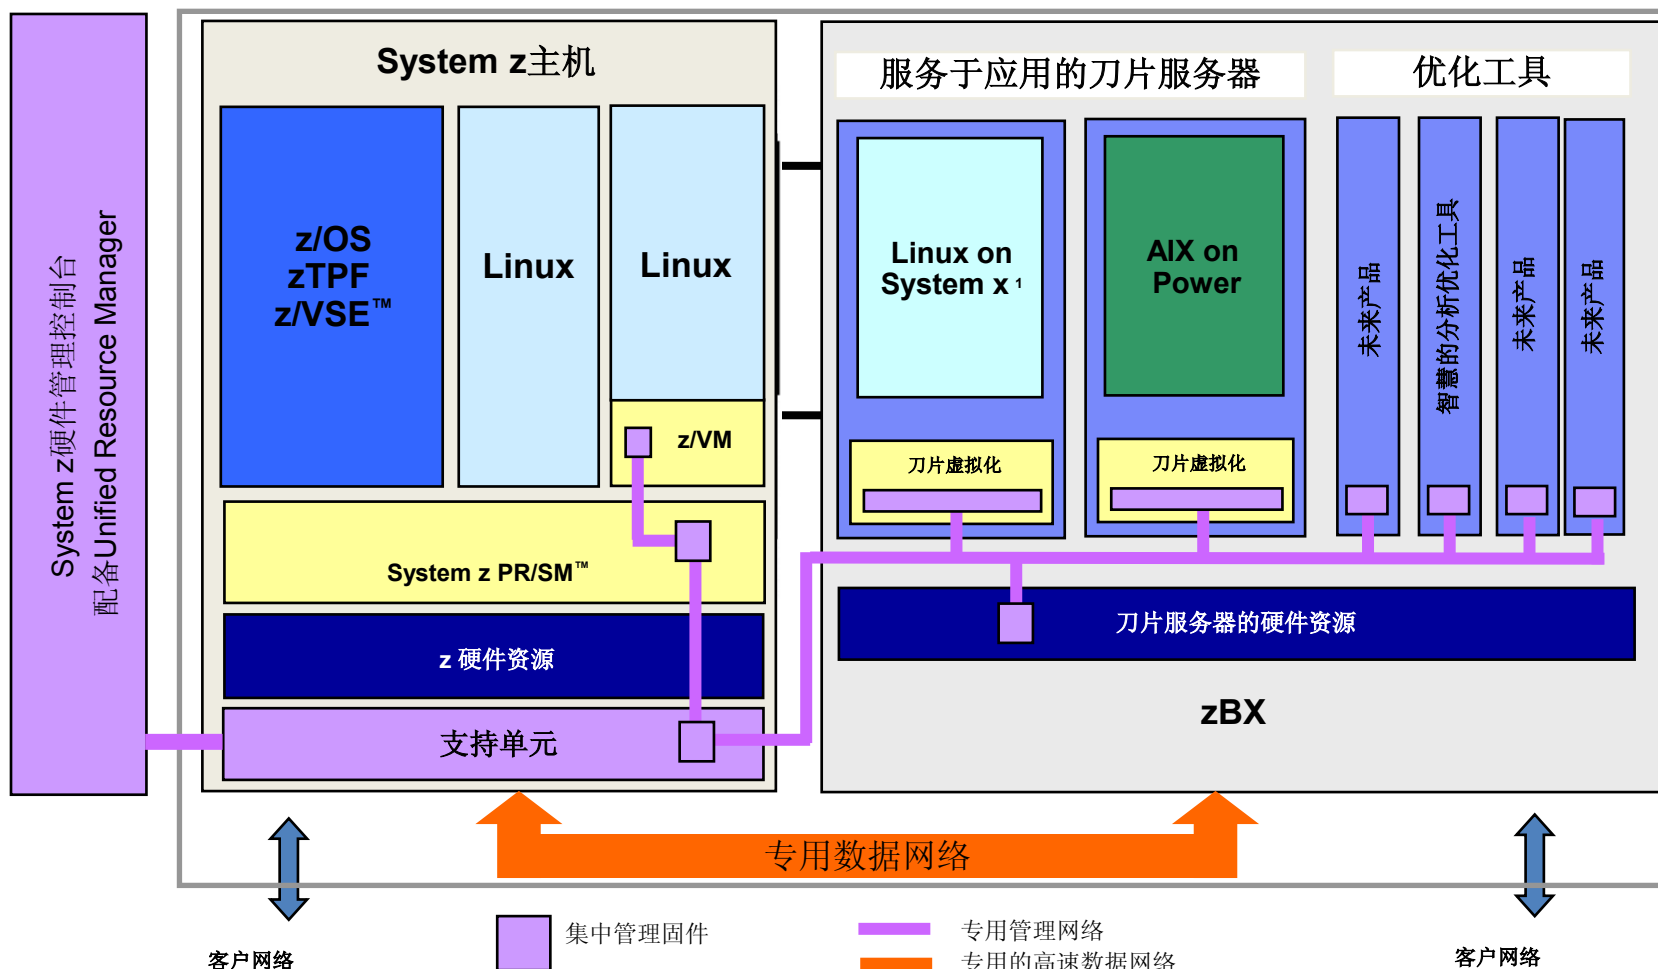 System z硬件管理控制台
配备Unified Resource Manager
System z主机
z/OS
zTPF
z/VSE™
Linux
Linux
z/VM
System z PR/SM™
z 硬件资源
支持单元
服务于应用的刀片服务器
优化工具
Linux on
System x 1
AIX on
Power
刀片虚拟化
刀片虚拟化
未来产品
智慧的分析优化工具
未来产品
未来产品
刀片服务器的硬件资源
zBX
专用数据网络
客户网络
集中管理固件
专用管理网络
专用的高速数据网络
客户网络